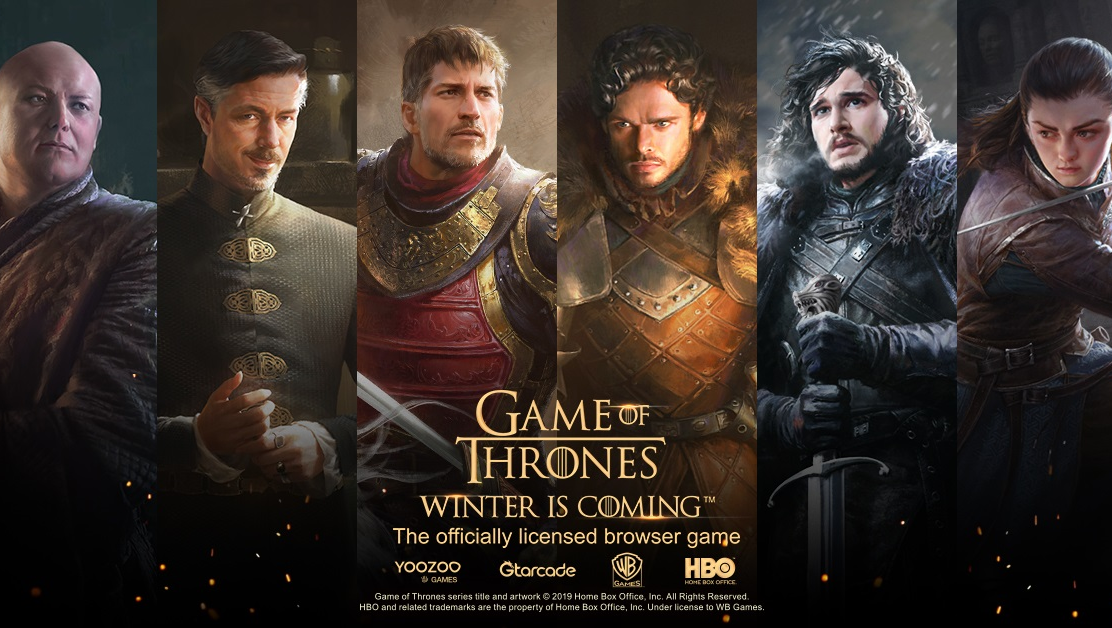 GAME OF
THRONES
WINTER IS COMING™
The officially licensed browser game
YOOZOO
GAMES
Gtarcade
WB
GAMES
HBO
HOME BOX OFFICE.
Game of Thrones series title and artwork © 2019 Home Box Office, Inc. All Rights Reserved.
HBO and related trademarks are the property of Home Box Office, Inc. Under license to WB Games.